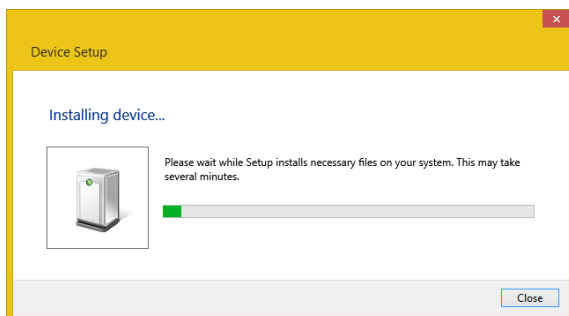 Device Setup
Installing device...
Please wait while Setup installs necessary files on your system. This may take
several minutes.
Close